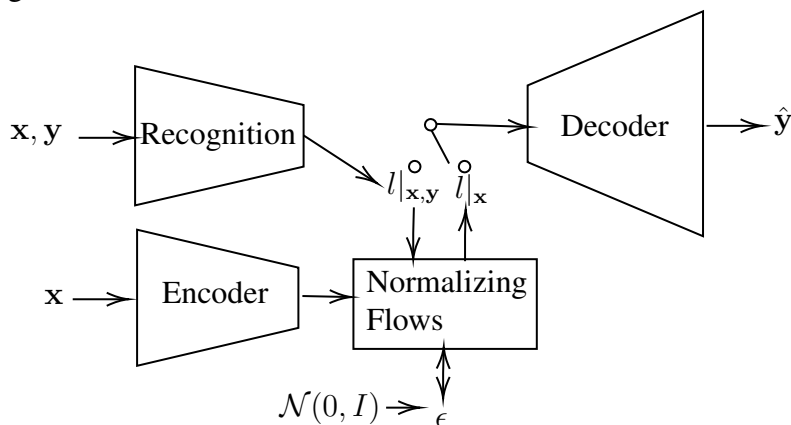 x, y
Recognition
Decoder
ŷ
l|x,y
l|x
x
Encoder
Normalizing
Flows
𝒩(0, I)
ϵ